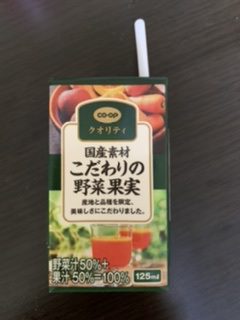 CO・OP
クオリティ
国産素材
こだわりの
野菜果実
産地と品種を限定、
美味しさにこだわりました。
野菜汁50%+
果汁50%=100%
125ml